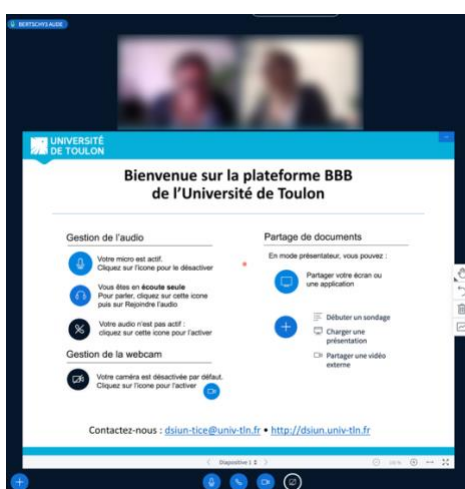 BERTSCHYS AUDE
UNIVERSITÉ
DE TOULON
Bienvenue sur la plateforme BBB
de l'Université de Toulon
Gestion de l'audio
Votre micro est actif.
Cliquez sur l'icone pour le désactiver
Vous êtes en écoute seule
Pour parler, cliquez sur cette icone
puis sur Rejoindre l'audio
Votre audio n'est pas actif :
cliquez sur cette icone pour l'activer
Gestion de la webcam
Votre caméra est désactivée par défaut.
Cliquez sur l'icone pour l'activer
Partage de documents
En mode présentateur, vous pouvez :
Partager votre écran ou
une application
Débuter un sondage
Charger une
présentation
Partager une vidéo
externe
Contactez-nous : dsiun-tice@univ-tln.fr • http://dsiun.univ-tln.fr
Diapositive 1